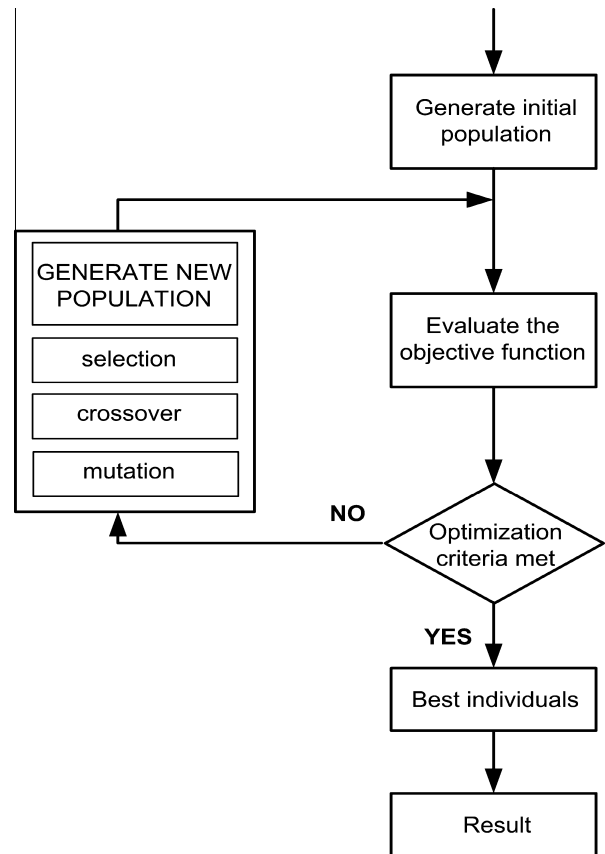 Generate initial
population
GENERATE NEW
POPULATION
selection
crossover
mutation
Evaluate the
objective function
NO
Optimization
criteria met
YES
Best individuals
Result